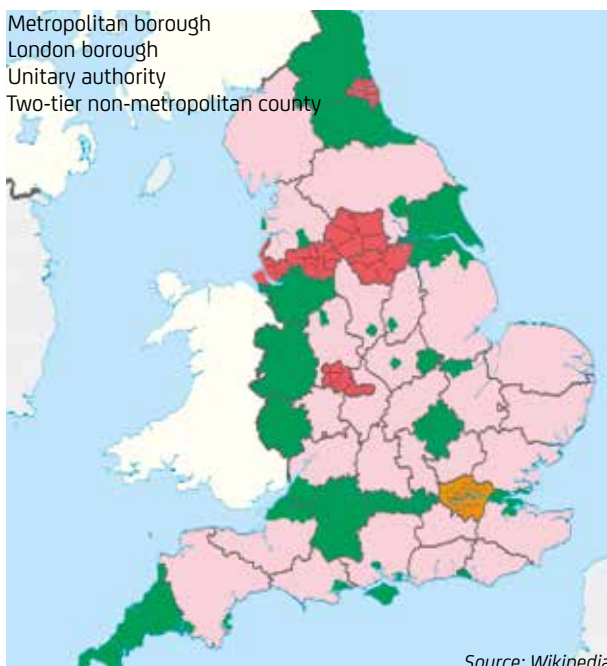 Metropolitan borough
London borough
Unitary authority
Two-tier non-metropolitan county
Source: Wikipedia